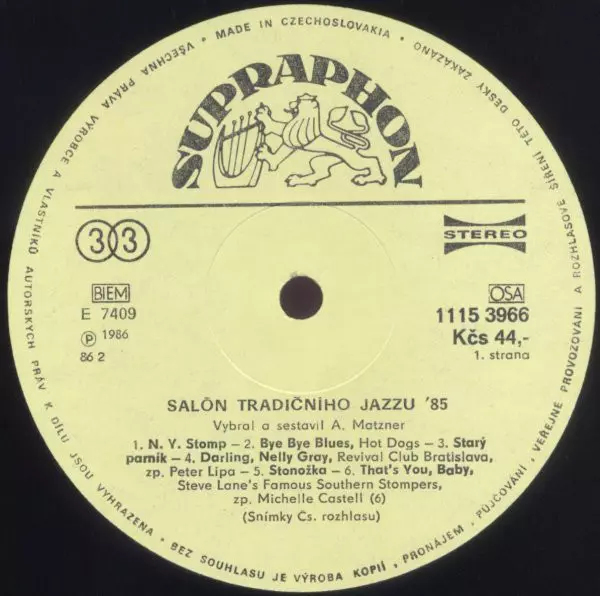 VŠECHNA PRÁVA VÝROBCE A VLASTNÍKŮ AUTORSKÝCH PRÁV K DÍLU JSOU VYHRAZENA • BEZ SOUHLASU JE VÝROBA KOPIÍ, PRONÁJEM, PŮJČOVÁNÍ, VEŘEJNÉ PROVOZOVÁNÍ A ROZHLASOVÉ ŠÍŘENÍ TÉTO DESKY ZAKÁZÁNO
• MADE IN CZECHOSLOVAKIA •
SUPRAPHON
33
STEREO
BIEM
OSA
E 7409
1115 3966
Ⓟ 1986
Kčs 44,-
86 2
1. strana
SALÓN TRADIČNÍHO JAZZU '85
Vybral a sestavil A. Matzner
1. N. Y. Stomp – 2. Bye Bye Blues, Hot Dogs – 3. Starý
parník – 4. Darling, Nelly Gray, Revival Club Bratislava,
zp. Peter Lipa – 5. Stonožka – 6. That's You, Baby,
Steve Lane's Famous Southern Stompers,
zp. Michelle Castell (6)
(Snímky Čs. rozhlasu)